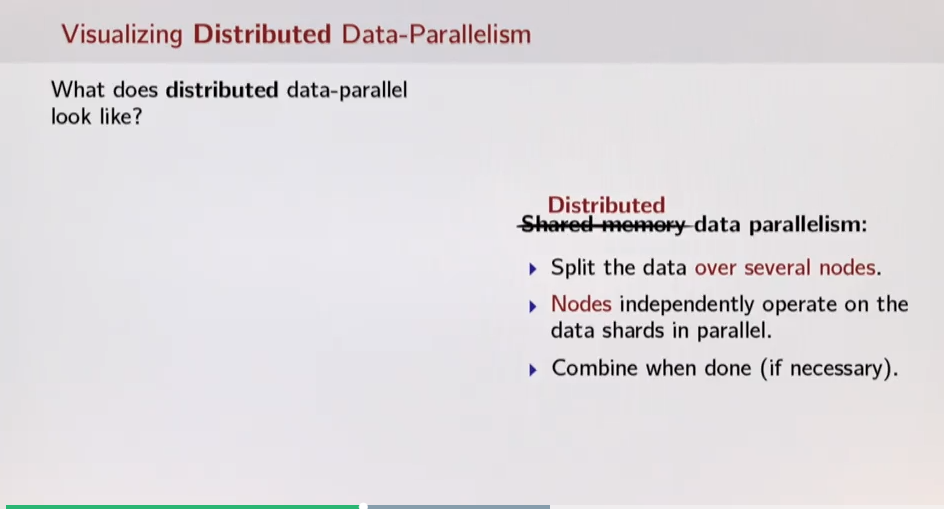 Visualizing Distributed Data-Parallelism
What does distributed data-parallel
look like?
Distributed
Shared memory data parallelism:
Split the data over several nodes.
Nodes independently operate on the
data shards in parallel.
Combine when done (if necessary).